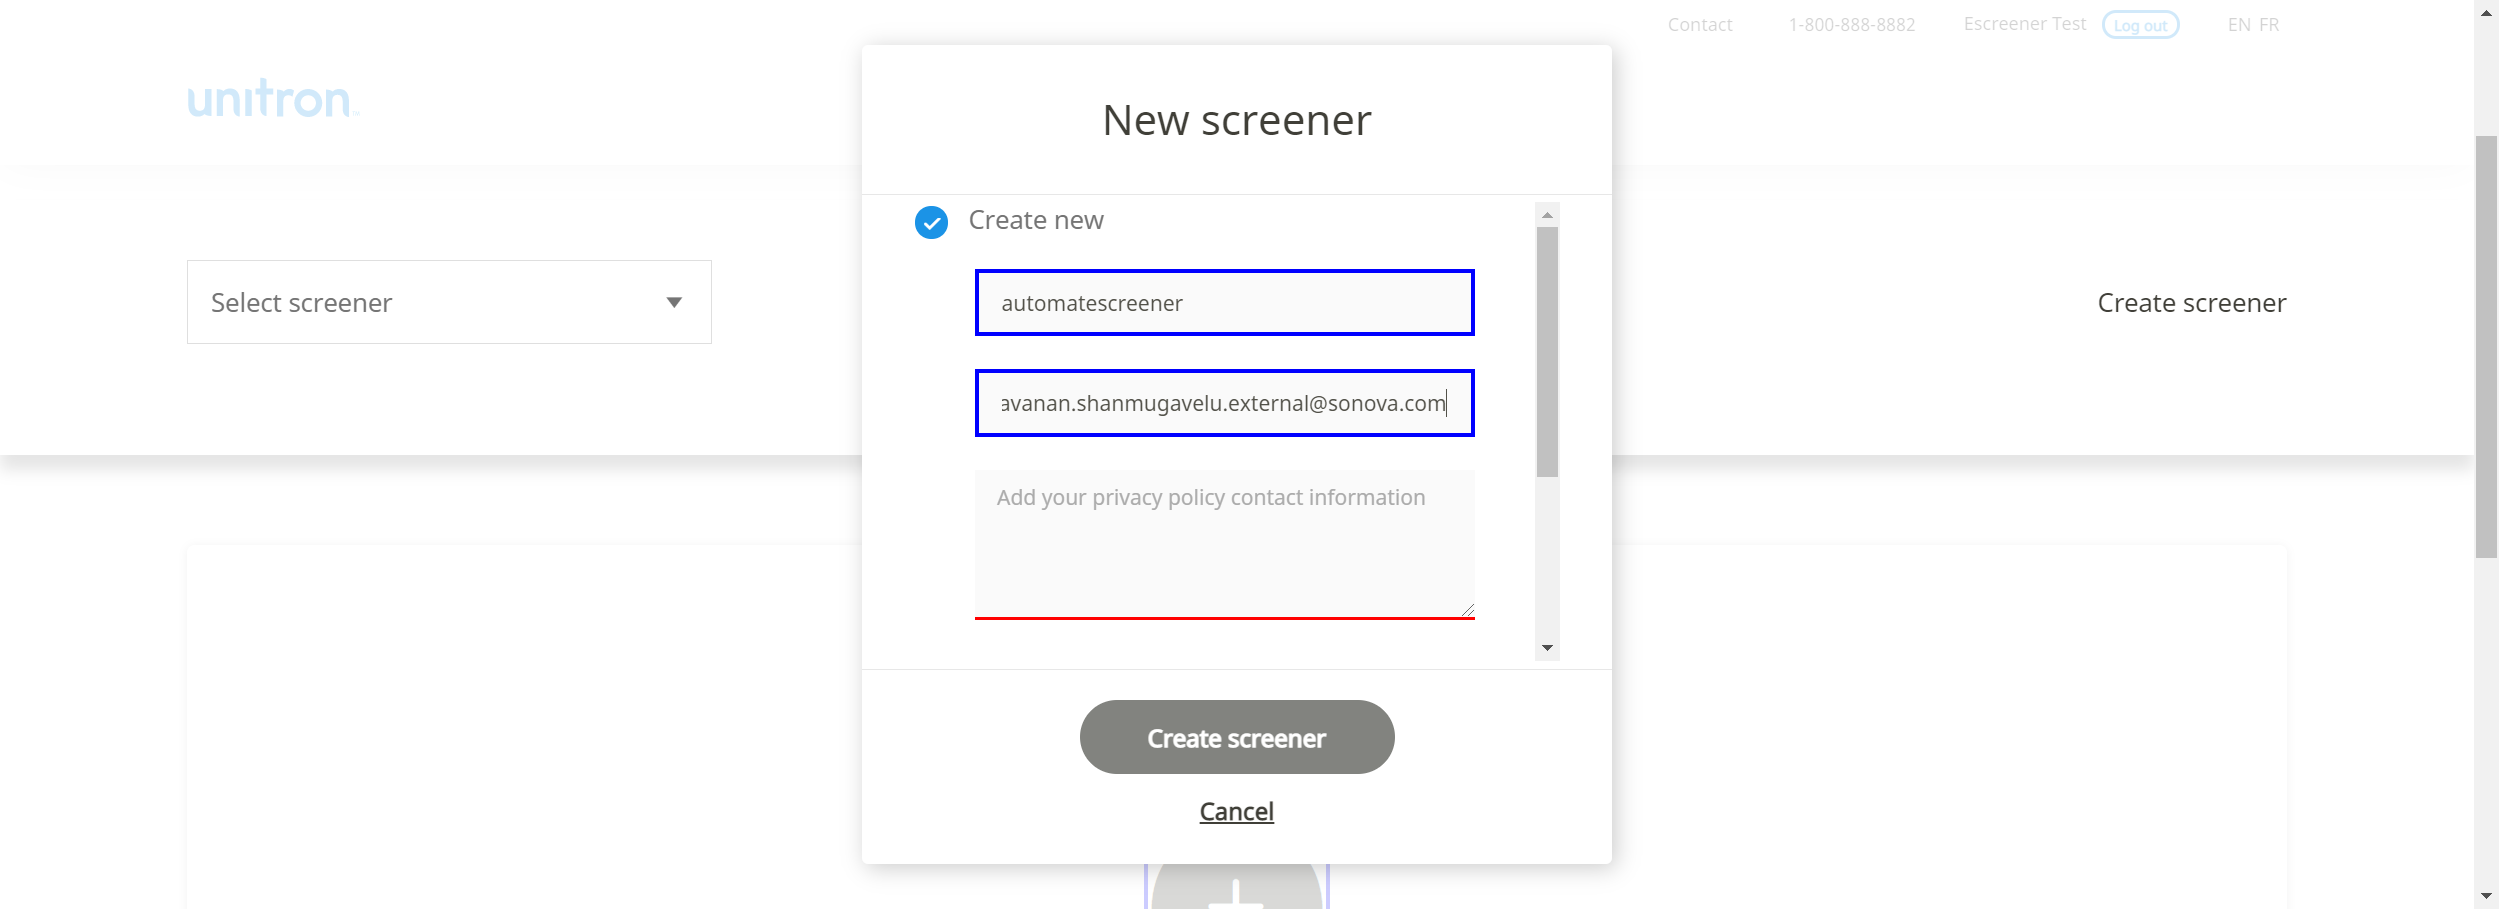 Contact 1-800-888-8882 Escreener Test Log out EN FR
unitron
New screener
Create new
Select screener
automatescreener
Create screener
avanan.shanmugavelu.external@sonova.com
Add your privacy policy contact information
Create screener
Cancel